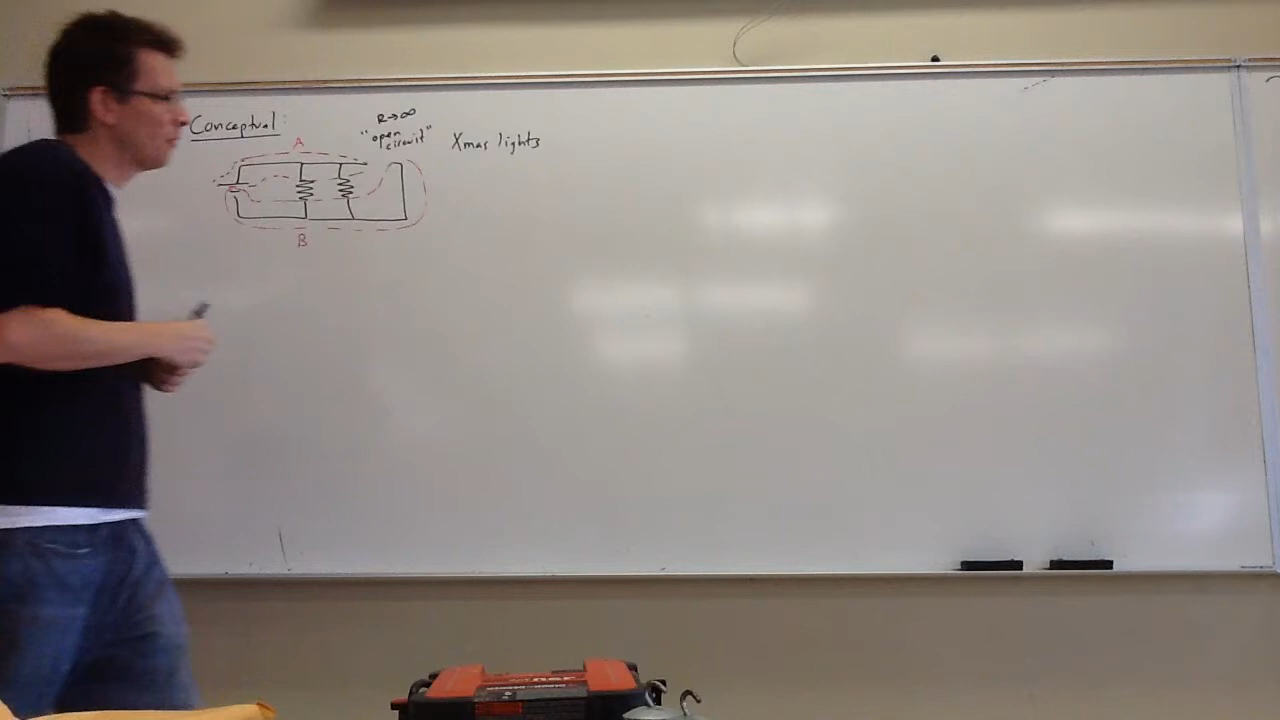 Conceptual:
R→∞
"open circuit"
Xmas lights
A
B